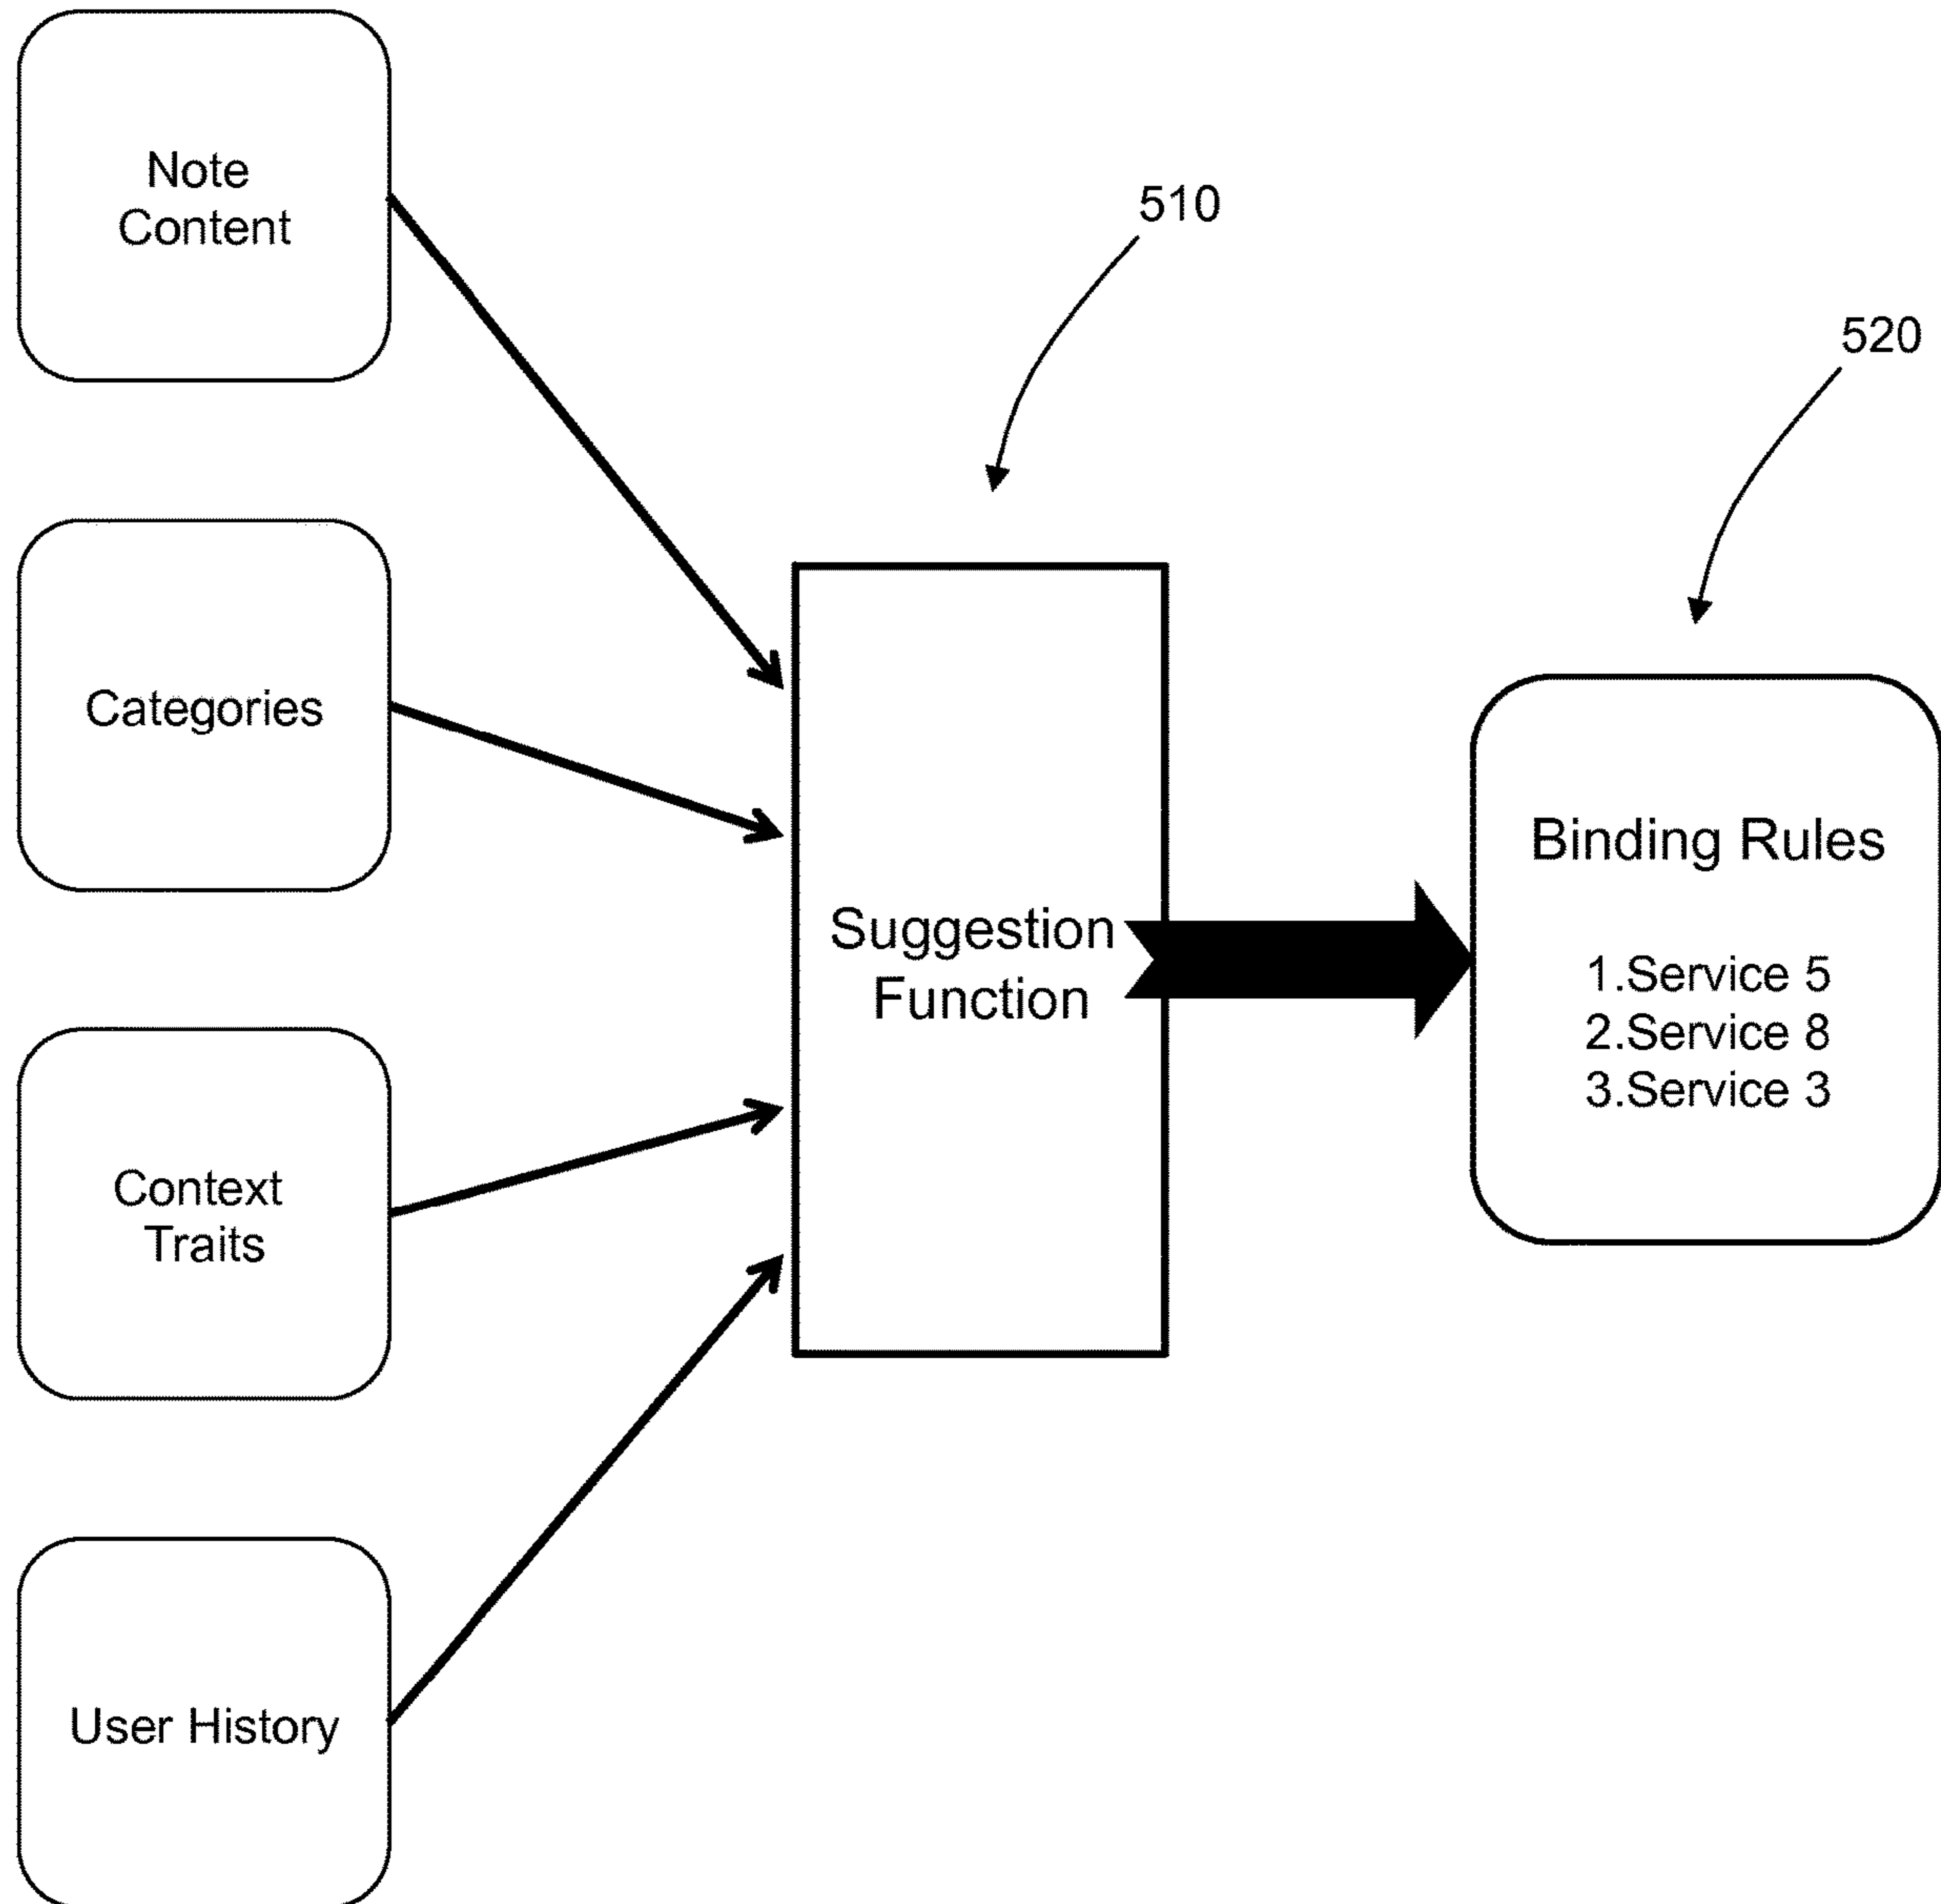 Note
Content
510
520
Categories
Binding Rules
Suggestion
Function
1.Service 5
2.Service 8
3.Service 3
Context
Traits
User History